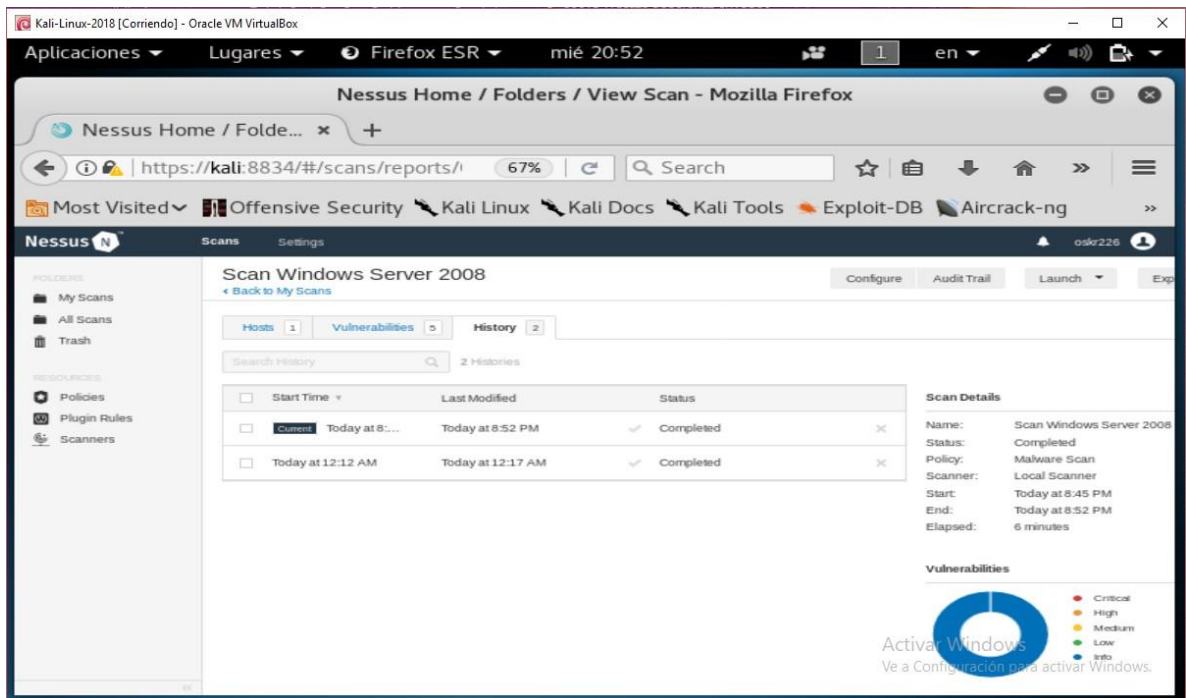 Kali-Linux-2018 [Corriendo] - Oracle VM VirtualBox
Aplicaciones Lugares Firefox ESR mié 20:52 1 en
Nessus Home / Folders / View Scan - Mozilla Firefox
Nessus Home / Folde...
https://kali:8834/#/scans/reports/ 67% Search
Most Visited Offensive Security Kali Linux Kali Docs Kali Tools Exploit-DB Aircrack-ng
Nessus N Scans Settings oskr226
FOLDERS
My Scans
All Scans
Trash
RESOURCES
Policies
Plugin Rules
Scanners
Scan Windows Server 2008
Back to My Scans
Configure Audit Trail Launch Exp
Hosts 1 Vulnerabilities 5 History 2
Search History 2 Histories
Start Time Last Modified Status
Current Today at 8:... Today at 8:52 PM Completed
Today at 12:12 AM Today at 12:17 AM Completed
Scan Details
Name: Scan Windows Server 2008
Status: Completed
Policy: Malware Scan
Scanner: Local Scanner
Start: Today at 8:45 PM
End: Today at 8:52 PM
Elapsed: 6 minutes
Vulnerabilities
Critical
High
Medium
Low
Info
Activar Windows
Ve a Configuración para activar Windows.